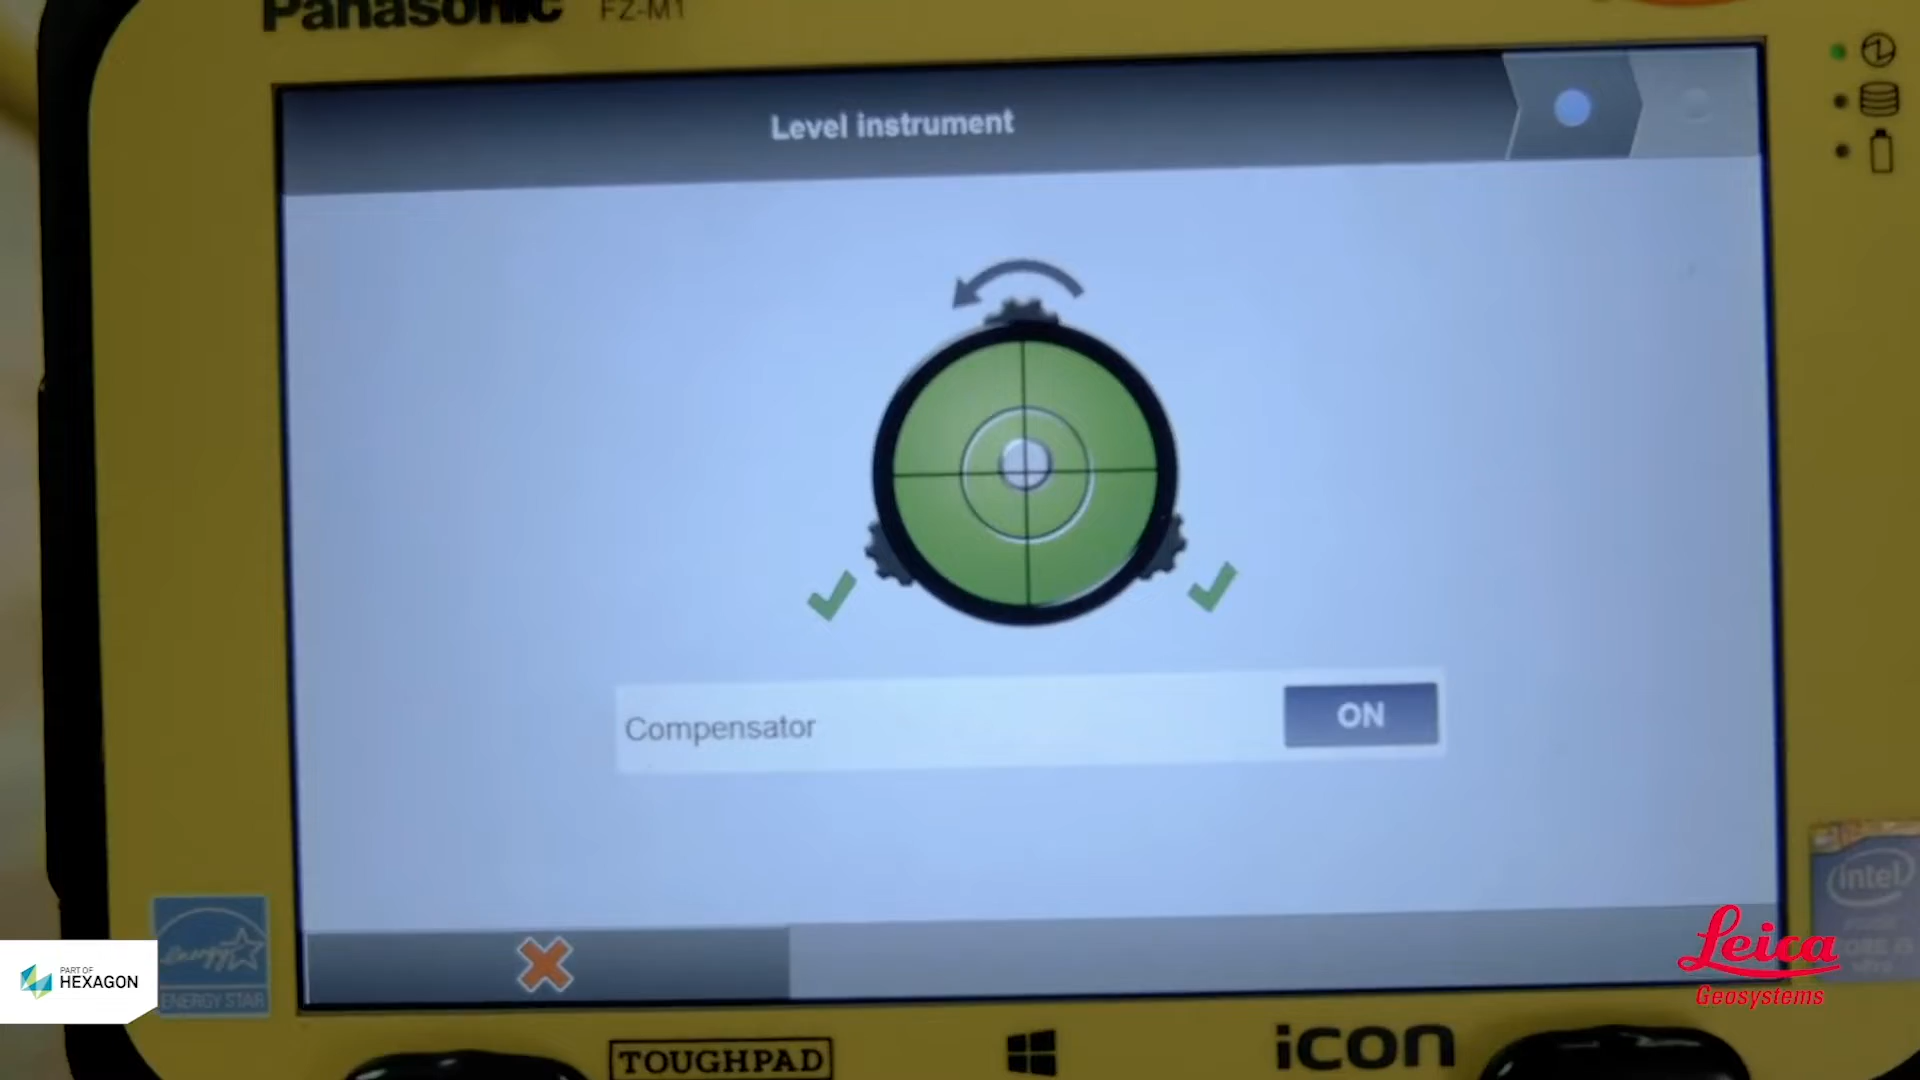 Panasonic FZ-M1
Level instrument
Compensator
ON
intel
PART OF
HEXAGON
ENERGY STAR
Leica
Geosystems
TOUGHPAD
iCON